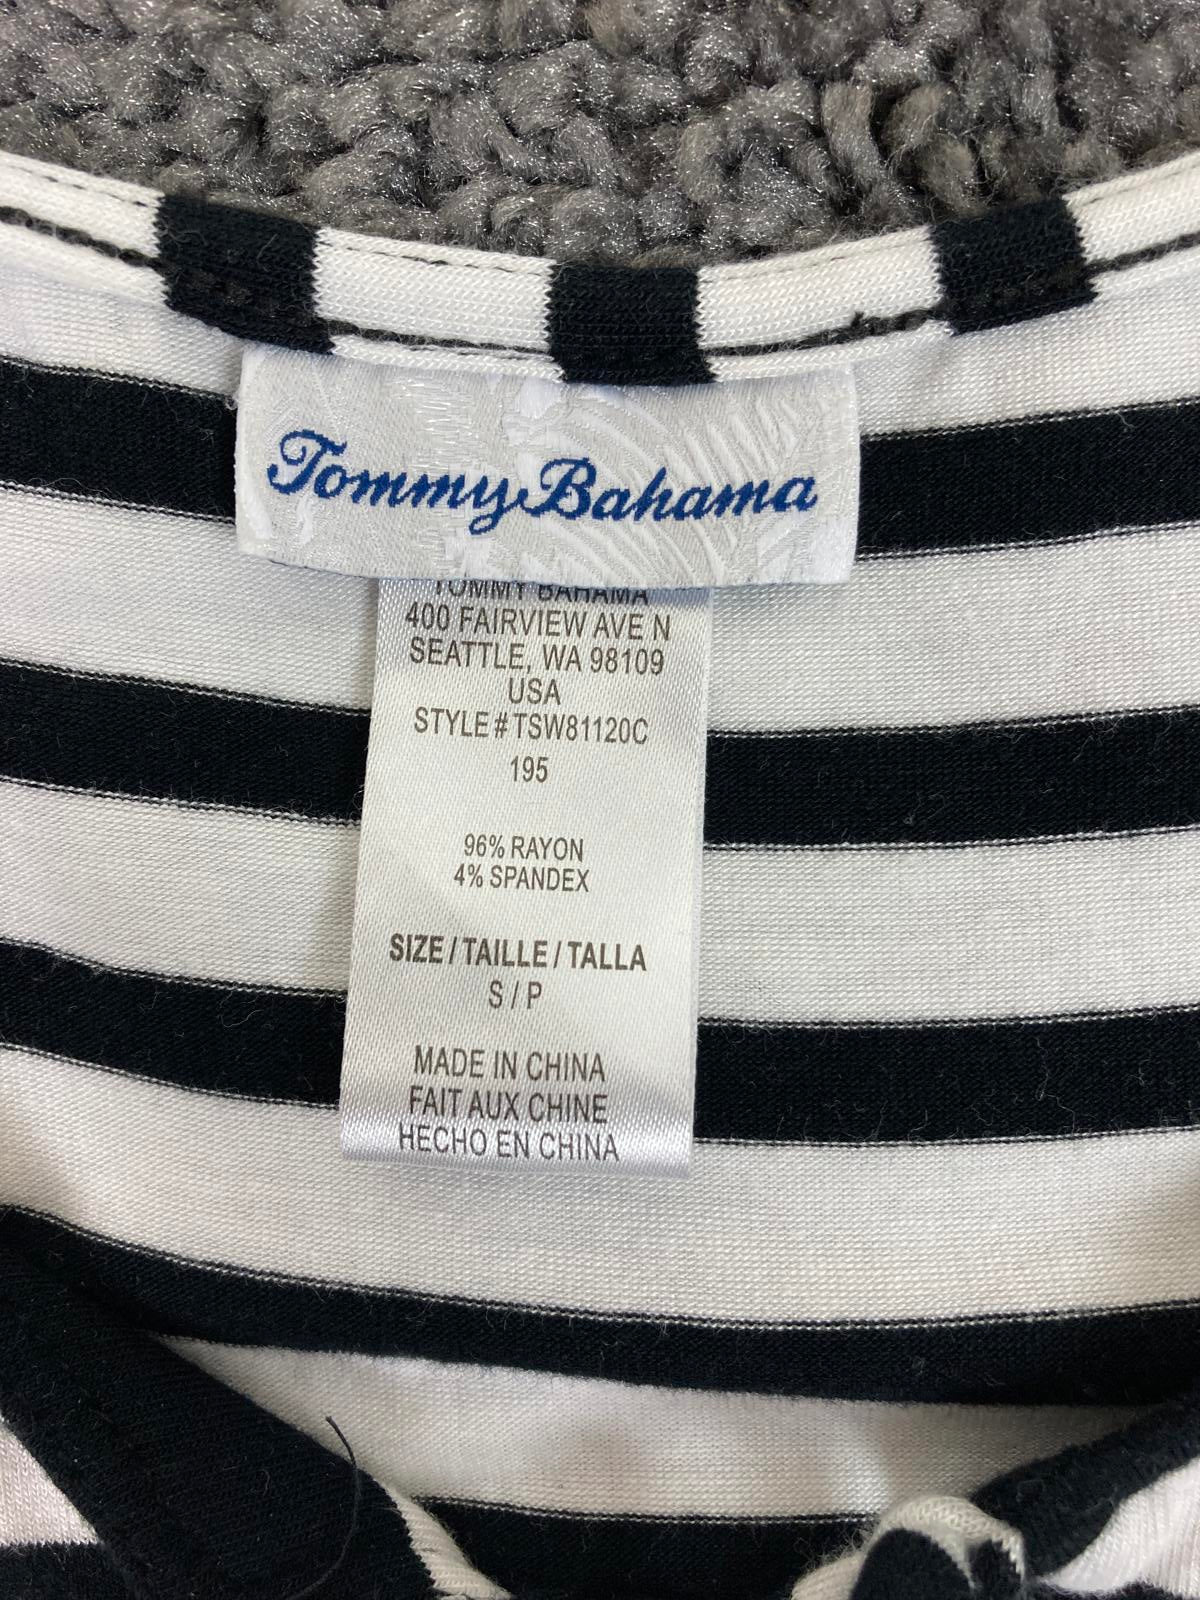 Tommy Bahama
TOMMY BAHAMA
400 FAIRVIEW AVE N
SEATTLE, WA 98109
USA
STYLE#TSW81120C
195
96% RAYON
4% SPANDEX
SIZE / TAILLE / TALLA
S / P
MADE IN CHINA
FAIT AUX CHINE
HECHO EN CHINA